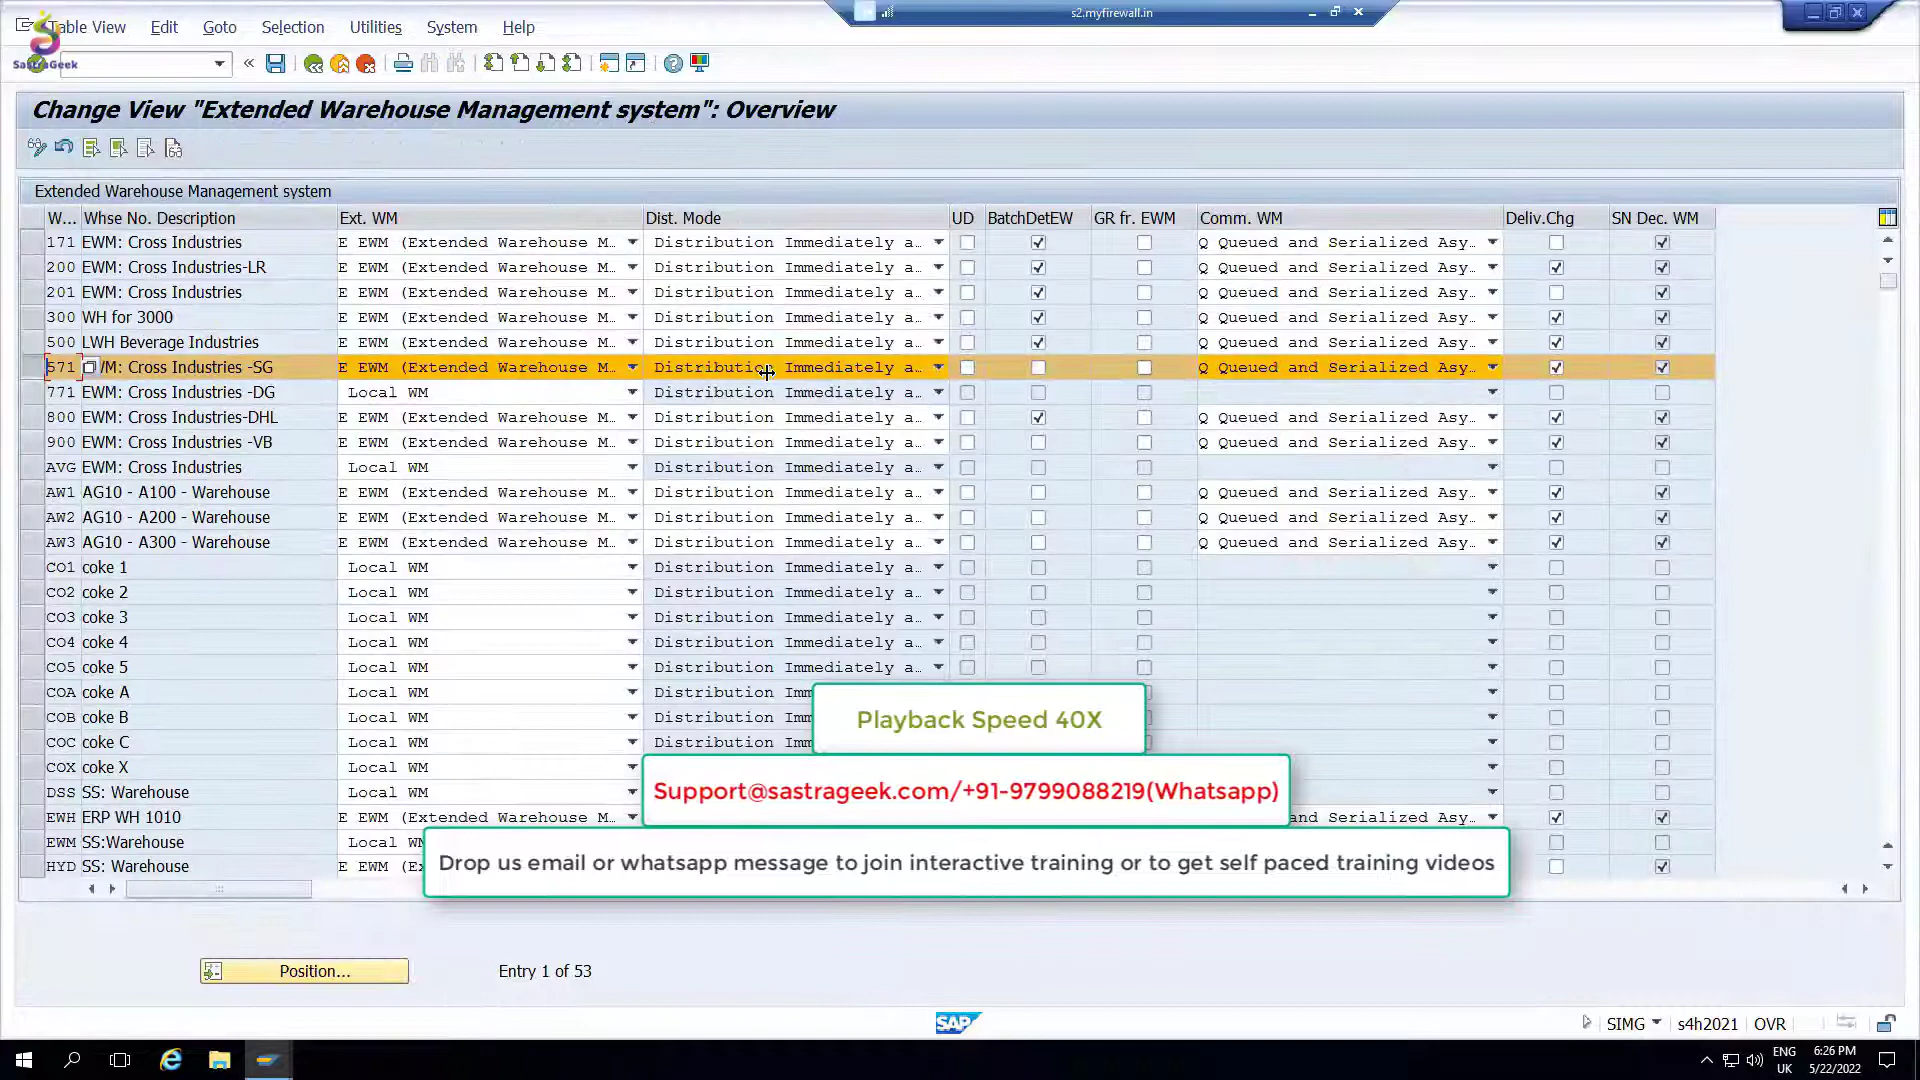 s2.myfirewall.in
Table View Edit Goto Selection Utilities System Help
SastraGeek
Change View "Extended Warehouse Management system": Overview
Extended Warehouse Management system
W... Whse No. Description Ext. WM Dist. Mode UD BatchDetEW GR fr. EWM Comm. WM Deliv.Chg SN Dec. WM
171 EWM: Cross Industries E EWM (Extended Warehouse M… Distribution Immediately a… Q Queued and Serialized Asy…
200 EWM: Cross Industries-LR E EWM (Extended Warehouse M… Distribution Immediately a… Q Queued and Serialized Asy…
201 EWM: Cross Industries E EWM (Extended Warehouse M… Distribution Immediately a… Q Queued and Serialized Asy…
300 WH for 3000 E EWM (Extended Warehouse M… Distribution Immediately a… Q Queued and Serialized Asy…
500 LWH Beverage Industries E EWM (Extended Warehouse M… Distribution Immediately a… Q Queued and Serialized Asy…
571 /M: Cross Industries -SG E EWM (Extended Warehouse M… Distribution Immediately a… Q Queued and Serialized Asy…
771 EWM: Cross Industries -DG Local WM Distribution Immediately a…
800 EWM: Cross Industries-DHL E EWM (Extended Warehouse M… Distribution Immediately a… Q Queued and Serialized Asy…
900 EWM: Cross Industries -VB E EWM (Extended Warehouse M… Distribution Immediately a… Q Queued and Serialized Asy…
AVG EWM: Cross Industries Local WM Distribution Immediately a…
AW1 AG10 - A100 - Warehouse E EWM (Extended Warehouse M… Distribution Immediately a… Q Queued and Serialized Asy…
AW2 AG10 - A200 - Warehouse E EWM (Extended Warehouse M… Distribution Immediately a… Q Queued and Serialized Asy…
AW3 AG10 - A300 - Warehouse E EWM (Extended Warehouse M… Distribution Immediately a… Q Queued and Serialized Asy…
CO1 coke 1 Local WM Distribution Immediately a…
CO2 coke 2 Local WM Distribution Immediately a…
CO3 coke 3 Local WM Distribution Immediately a…
CO4 coke 4 Local WM Distribution Immediately a…
CO5 coke 5 Local WM Distribution Immediately a…
COA coke A Local WM Distribution Imm
COB coke B Local WM Distribution Imm
COC coke C Local WM Distribution Imm
COX coke X Local WM
DSS SS: Warehouse Local WM
EWH ERP WH 1010 E EWM (Extended Warehouse M… Serialized Asy…
EWM SS:Warehouse Local WM
HYD SS: Warehouse E EWM (E
Playback Speed 40X
Support@sastrageek.com/+91-9799088219(Whatsapp)
Drop us email or whatsapp message to join interactive training or to get self paced training videos
Position... Entry 1 of 53
SAP SIMG s4h2021 OVR
ENG 6:26 PM
UK 5/22/2022